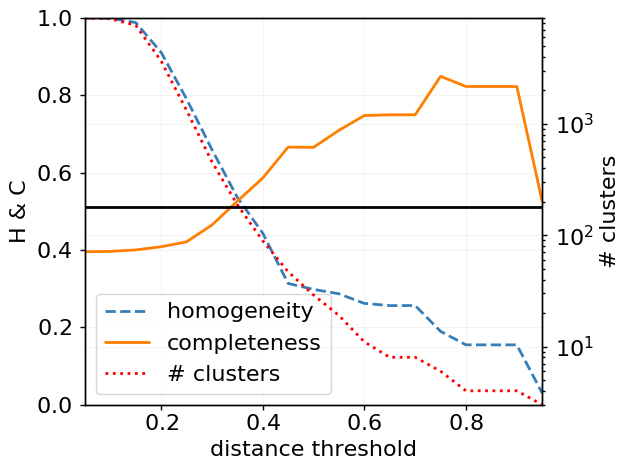 1.0
0.8
0.6
0.4
0.2
0.0
H & C
10³
10²
10¹
# clusters
homogeneity
completeness
# clusters
0.2 0.4 0.6 0.8
distance threshold